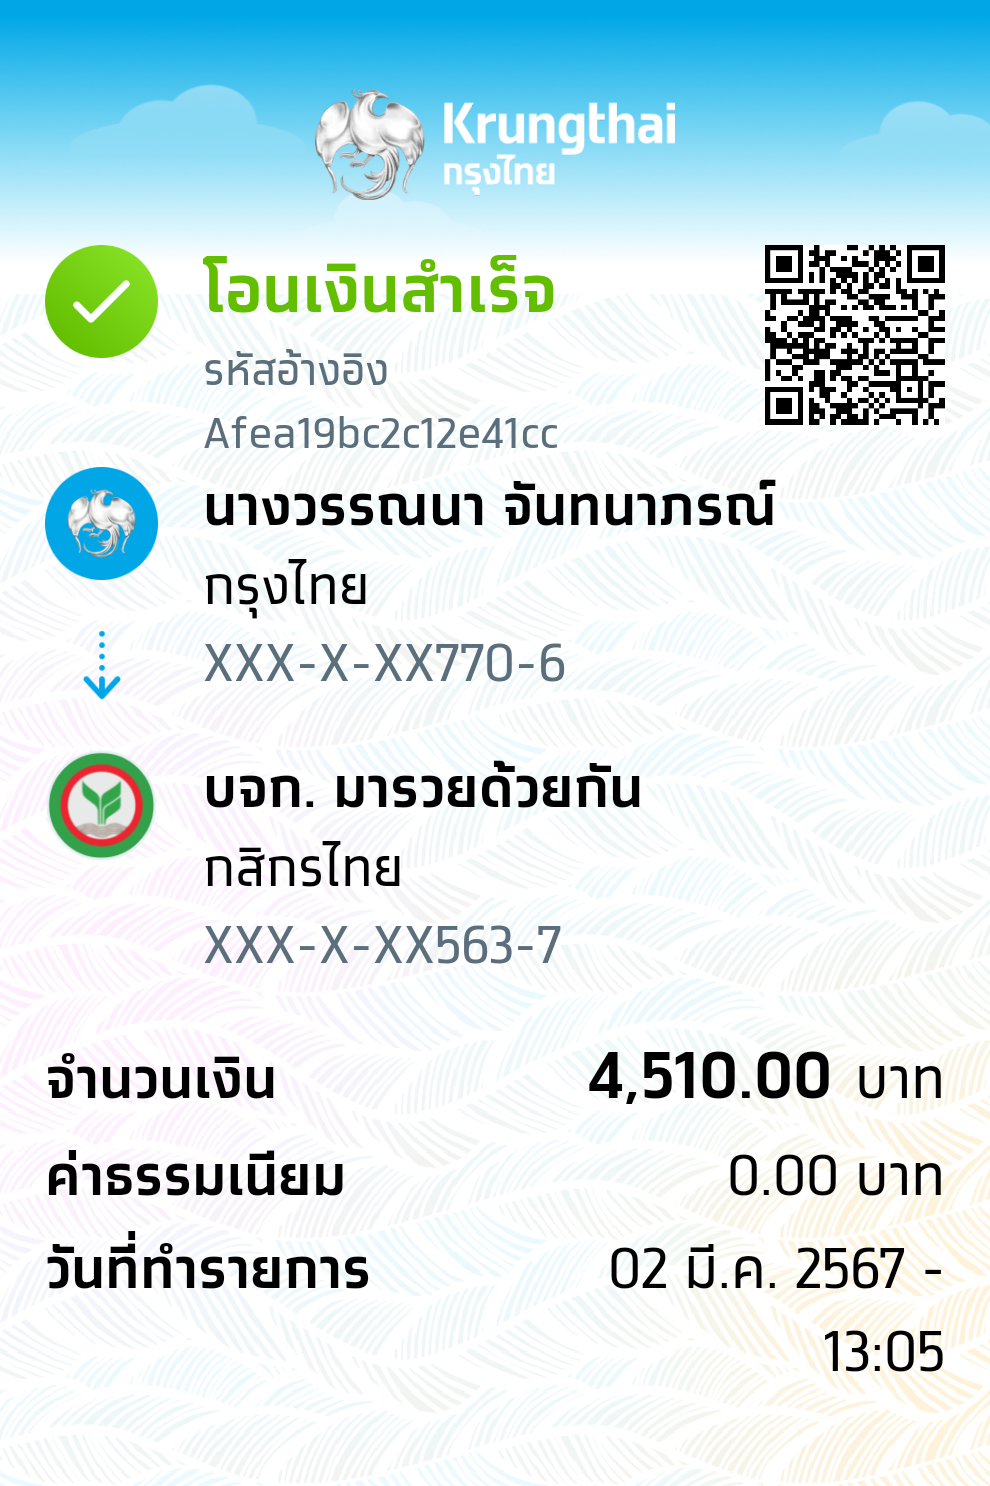 Krungthai
กรุงไทย
โอนเงินสำเร็จ
รหัสอ้างอิง
Afea19bc2c12e41cc
นางวรรณนา จันทนาภรณ์
กรุงไทย
XXX-X-XX770-6
บจก. มารวยด้วยกัน
กสิกรไทย
XXX-X-XX563-7
จำนวนเงิน 4,510.00 บาท
ค่าธรรมเนียม 0.00 บาท
วันที่ทำรายการ 02 มี.ค. 2567 -
13:05